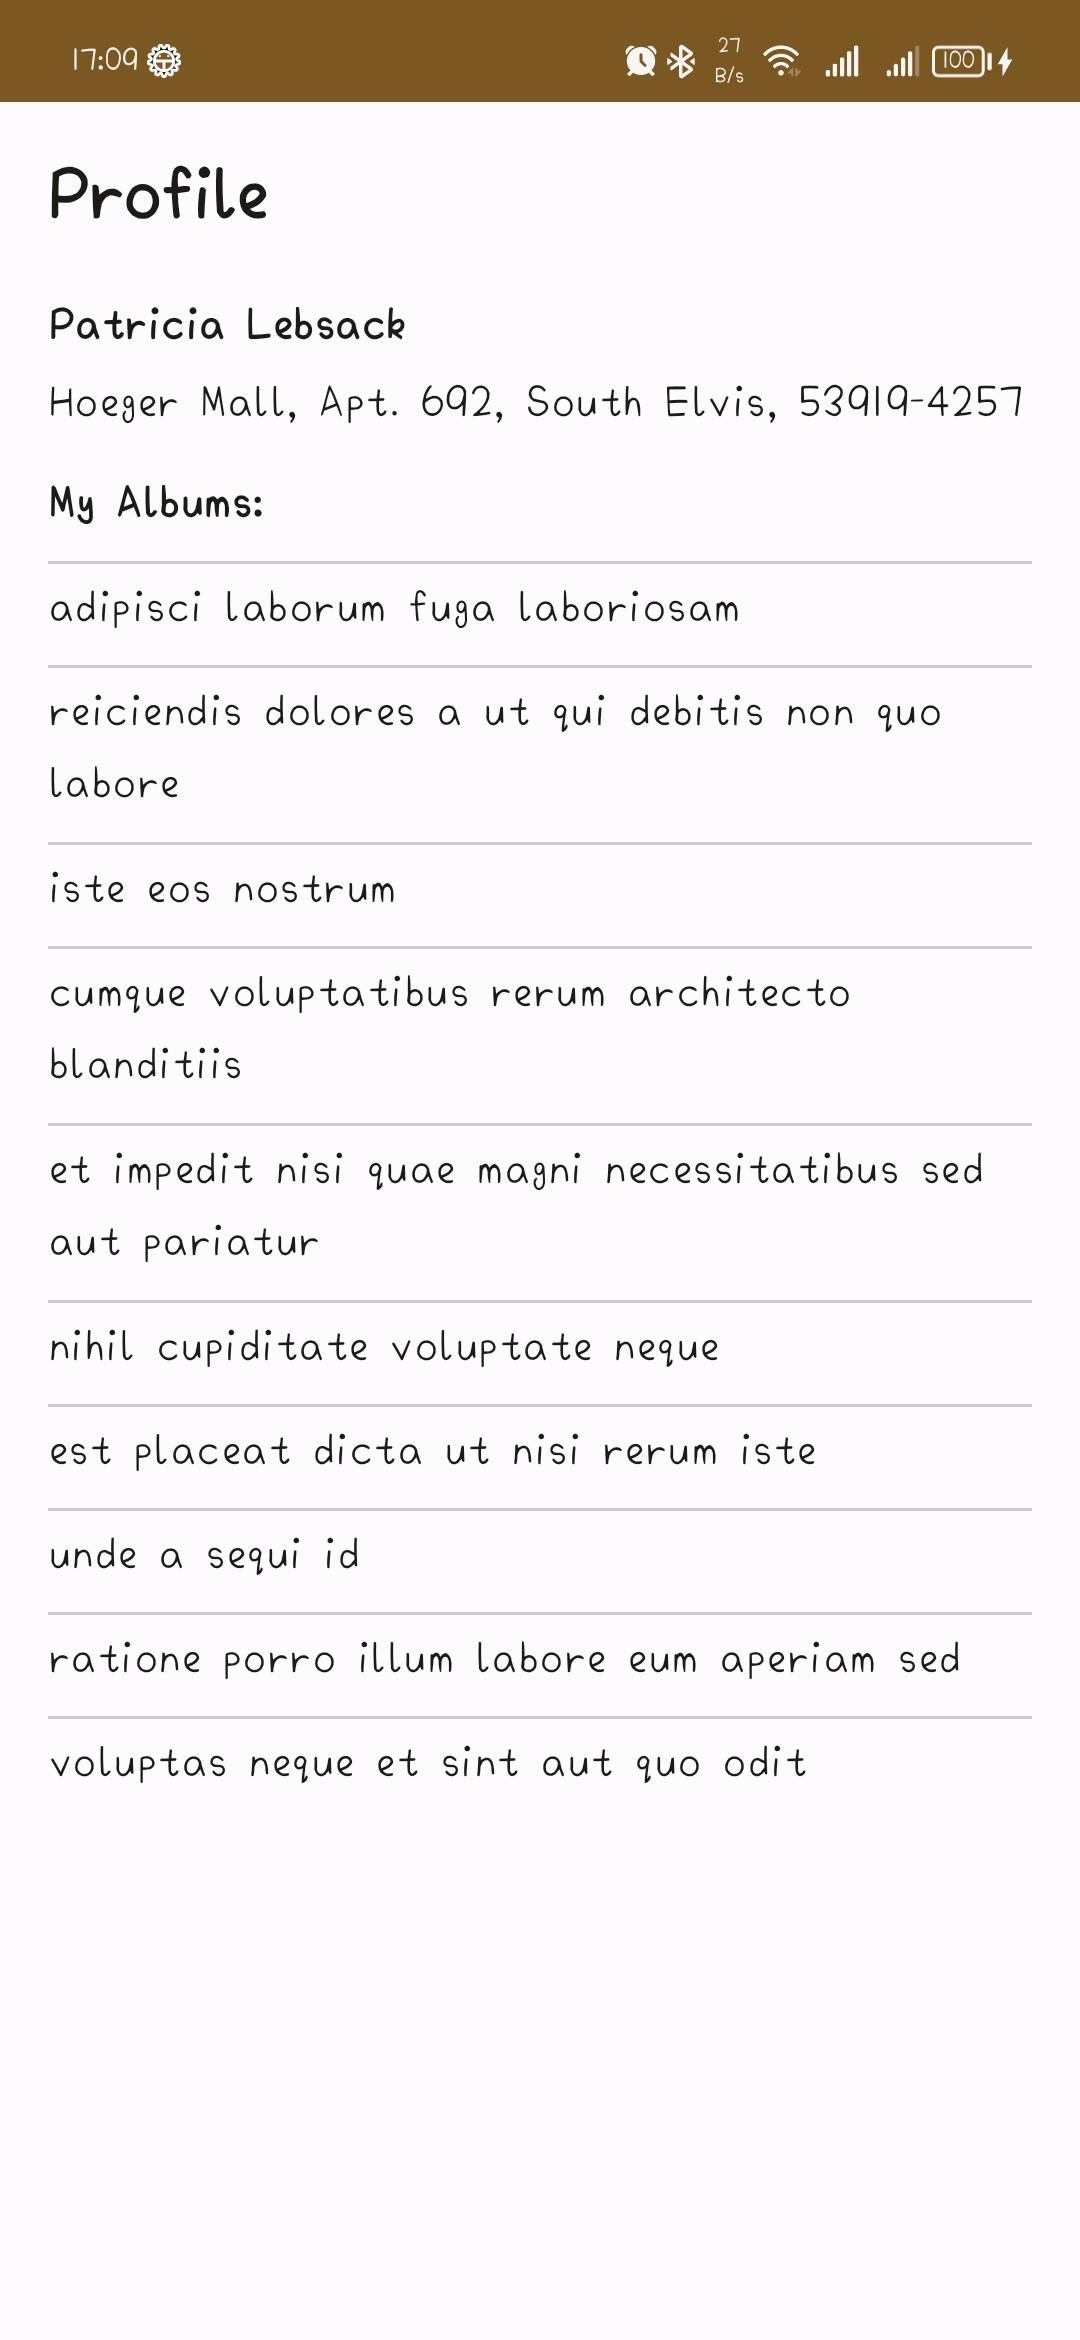 17:09
27
B/s
100
Profile
Patricia Lebsack
Hoeger Mall, Apt. 692, South Elvis, 53919-4257
My Albums:
adipisci laborum fuga laboriosam
reiciendis dolores a ut qui debitis non quo
labore
iste eos nostrum
cumque voluptatibus rerum architecto
blanditiis
et impedit nisi quae magni necessitatibus sed
aut pariatur
nihil cupiditate voluptate neque
est placeat dicta ut nisi rerum iste
unde a sequi id
ratione porro illum labore eum aperiam sed
voluptas neque et sint aut quo odit